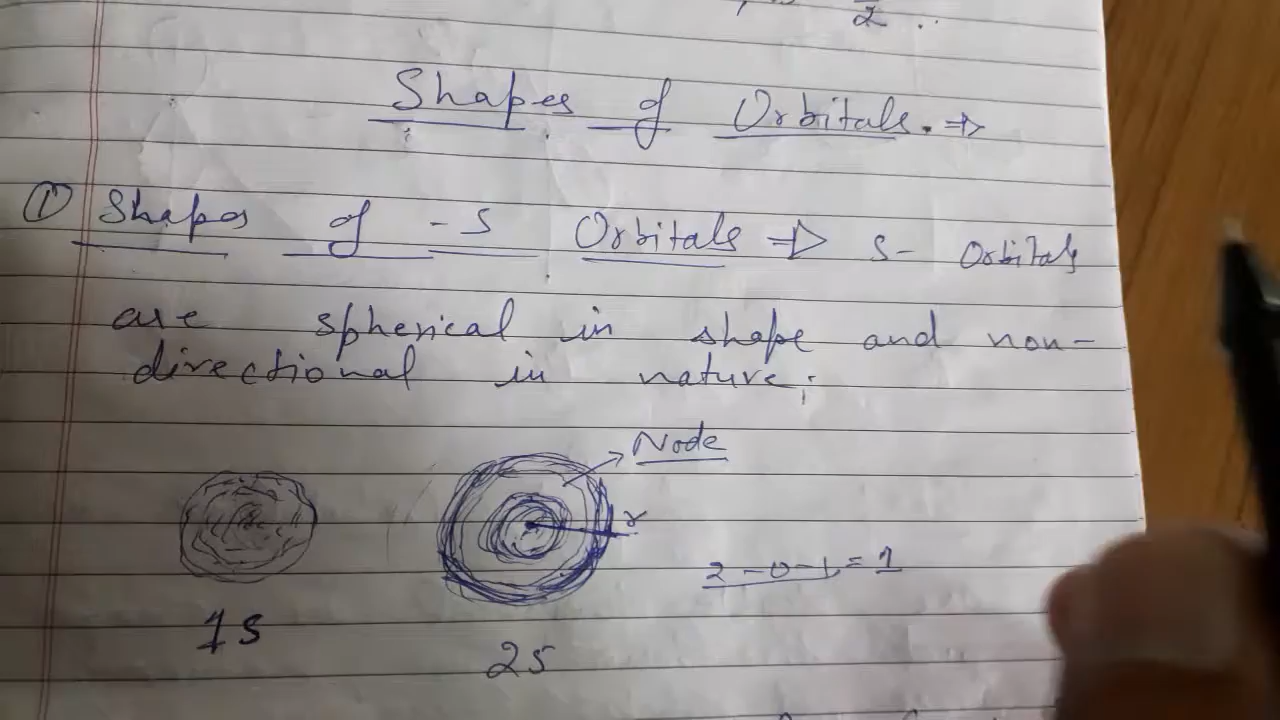 2
Shapes of Orbitals. ⇒
① Shapes of - s Orbitals ⇒ s- Orbitals
are spherical in shape and non-
directional in nature;
Node
r
2-0-1=1
1s
2s